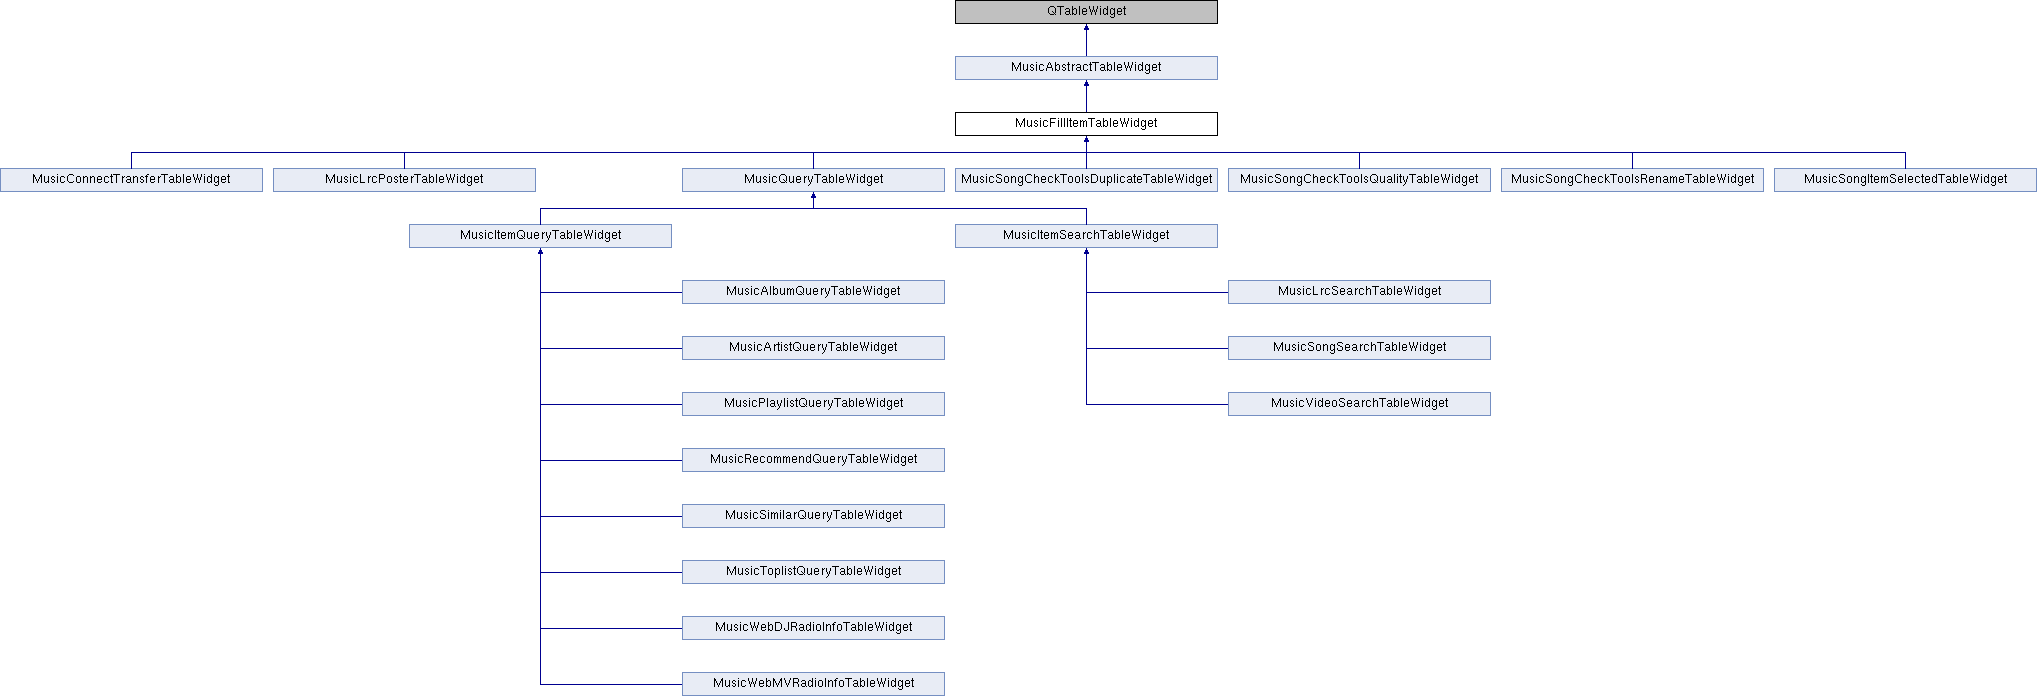 QTableWidget
MusicAbstractTableWidget
MusicFillItemTableWidget
MusicConnectTransferTableWidget
MusicLrcPosterTableWidget
MusicQueryTableWidget
MusicSongCheckToolsDuplicateTableWidget
MusicSongCheckToolsQualityTableWidget
MusicSongCheckToolsRenameTableWidget
MusicSongItemSelectedTableWidget
MusicItemQueryTableWidget
MusicItemSearchTableWidget
MusicAlbumQueryTableWidget
MusicLrcSearchTableWidget
MusicArtistQueryTableWidget
MusicSongSearchTableWidget
MusicPlaylistQueryTableWidget
MusicVideoSearchTableWidget
MusicRecommendQueryTableWidget
MusicSimilarQueryTableWidget
MusicToplistQueryTableWidget
MusicWebDJRadioInfoTableWidget
MusicWebMVRadioInfoTableWidget